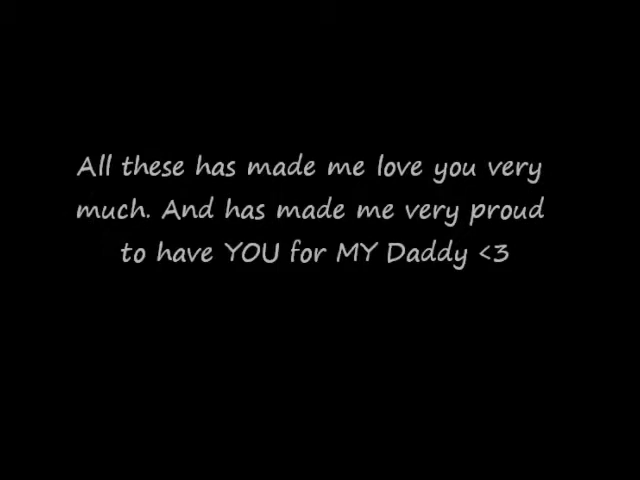 All these has made me love you very
much. And has made me very proud
to have YOU for MY Daddy <3